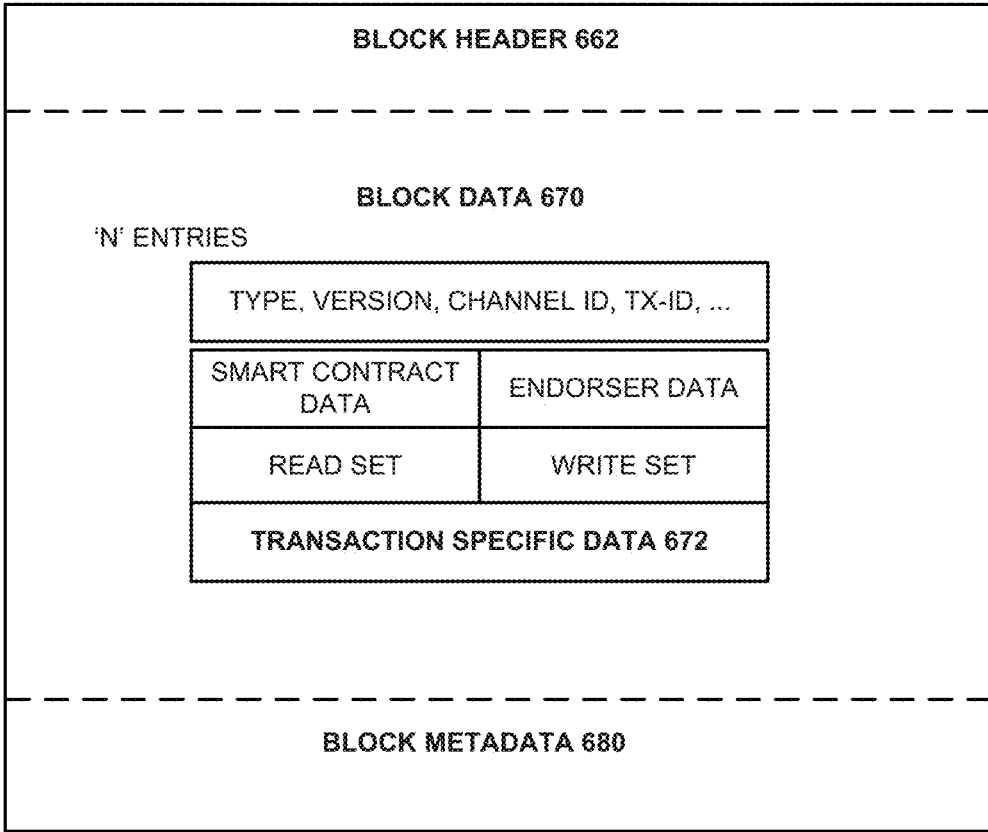 BLOCK HEADER 662
BLOCK DATA 670
‘N’ ENTRIES
TYPE, VERSION, CHANNEL ID, TX-ID, ...
SMART CONTRACT
DATA
ENDORSER DATA
READ SET
WRITE SET
TRANSACTION SPECIFIC DATA 672
BLOCK METADATA 680